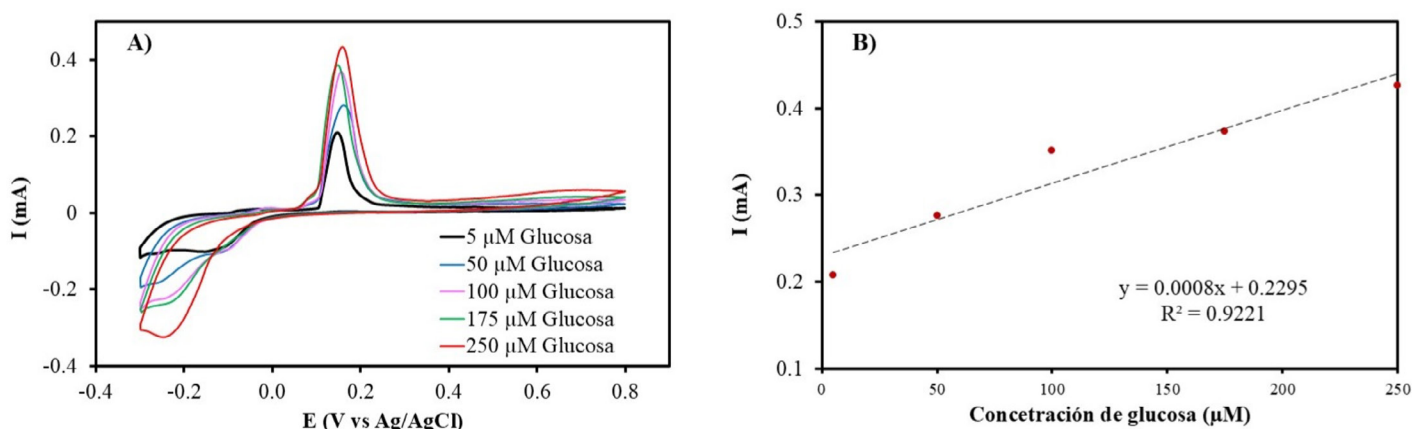 A)
I (mA)
0.4
0.2
0
-0.2
-0.4
-0.4
-0.2
0.0
0.2
0.4
0.6
0.8
E (V vs Ag/AgCl)
5 µM Glucosa
50 µM Glucosa
100 µM Glucosa
175 µM Glucosa
250 µM Glucosa
B)
I (mA)
0.5
0.4
0.3
0.2
0.1
0
50
100
150
200
250
y = 0.0008x + 0.2295
R² = 0.9221
Concetración de glucosa (µM)